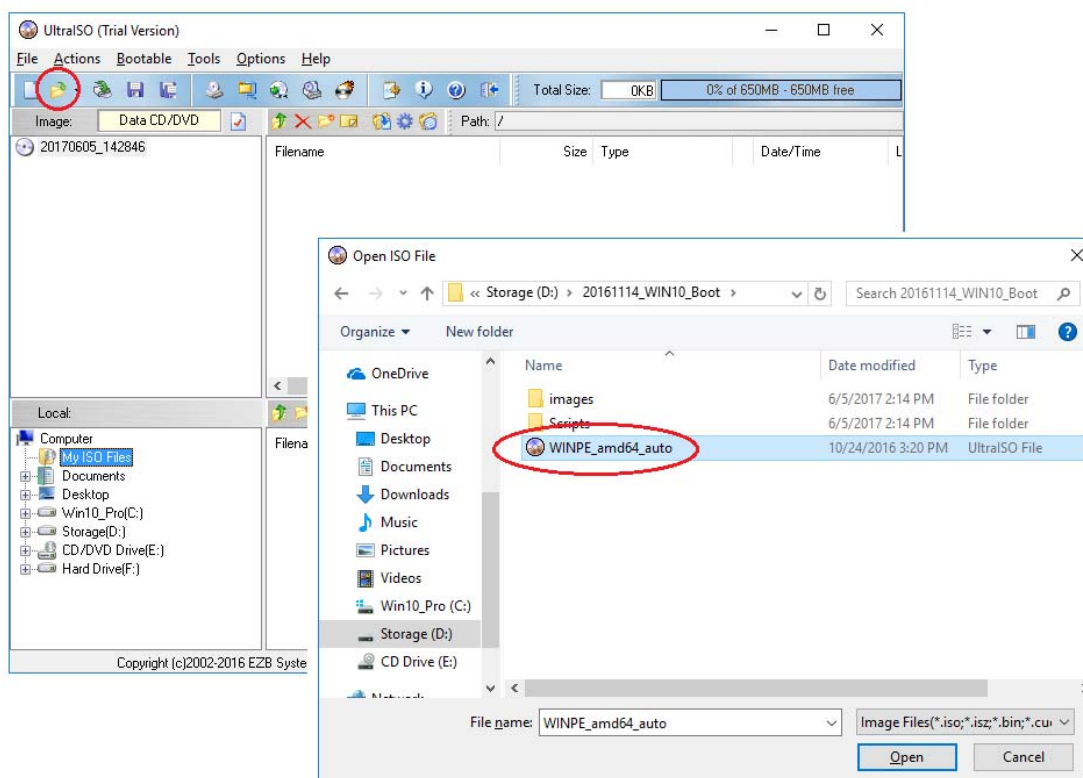 UltraISO (Trial Version)
File Actions Bootable Tools Options Help
Total Size: 0KB 0% of 650MB - 650MB free
Image: Data CD/DVD Path: /
20170605_142846
Filename Size Type Date/Time L
Local:
Computer
My ISO Files
Documents
Desktop
Win10_Pro(C:)
Storage(D:)
CD/DVD Drive(E:)
Hard Drive(F:)
Filena
Copyright (c)2002-2016 EZB Syste
Open ISO File
« Storage (D:) › 20161114_WIN10_Boot › Search 20161114_WIN10_Boot
Organize New folder
OneDrive
This PC
Desktop
Documents
Downloads
Music
Pictures
Videos
Win10_Pro (C:)
Storage (D:)
CD Drive (E:)
Network
Name Date modified Type
images 6/5/2017 2:14 PM File folder
Scripts 6/5/2017 2:14 PM File folder
WINPE_amd64_auto 10/24/2016 3:20 PM UltraISO File
File name: WINPE_amd64_auto Image Files(*.iso;*.isz;*.bin;*.cu
Open Cancel